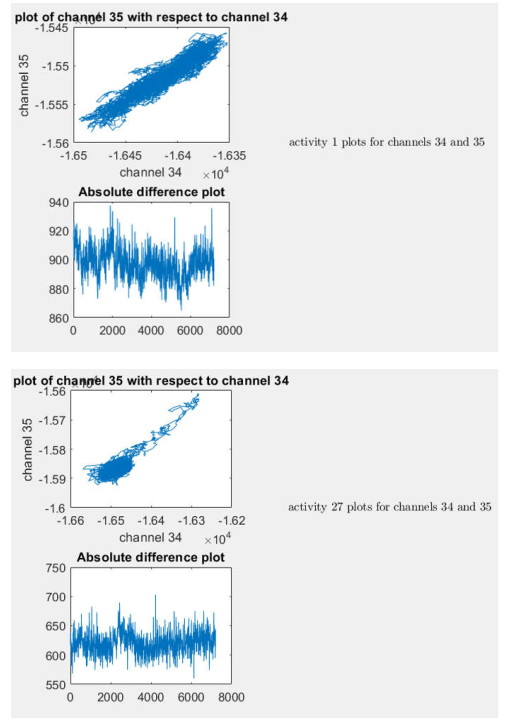 plot of channel 35 with respect to channel 34
-1.545
-1.55
-1.555
-1.56
channel 35
-1.65 -1.645 -1.64 -1.635
channel 34 ×10⁴
activity 1 plots for channels 34 and 35
Absolute difference plot
940
920
900
880
860
0 2000 4000 6000 8000
plot of channel 35 with respect to channel 34
-1.56
-1.57
-1.58
-1.59
-1.6
channel 35
-1.66 -1.65 -1.64 -1.63 -1.62
channel 34 ×10⁴
activity 27 plots for channels 34 and 35
Absolute difference plot
750
700
650
600
550
0 2000 4000 6000 8000